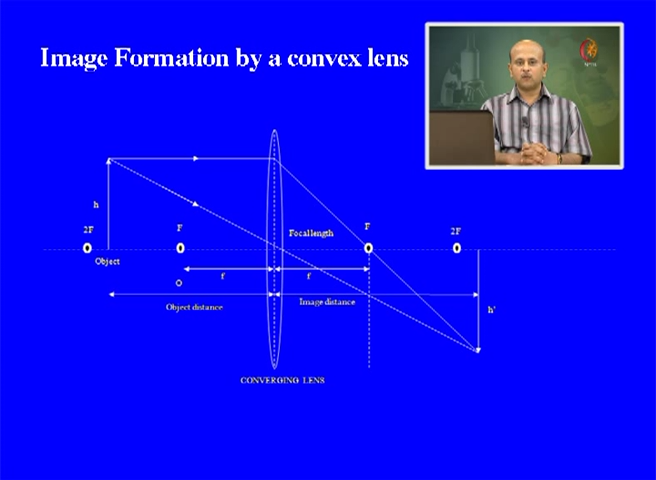 Image Formation by a convex lens
h
2F
F
Focal length
F
2F
Object
f
f
O
Object distance
Image distance
h'
CONVERGING LENS